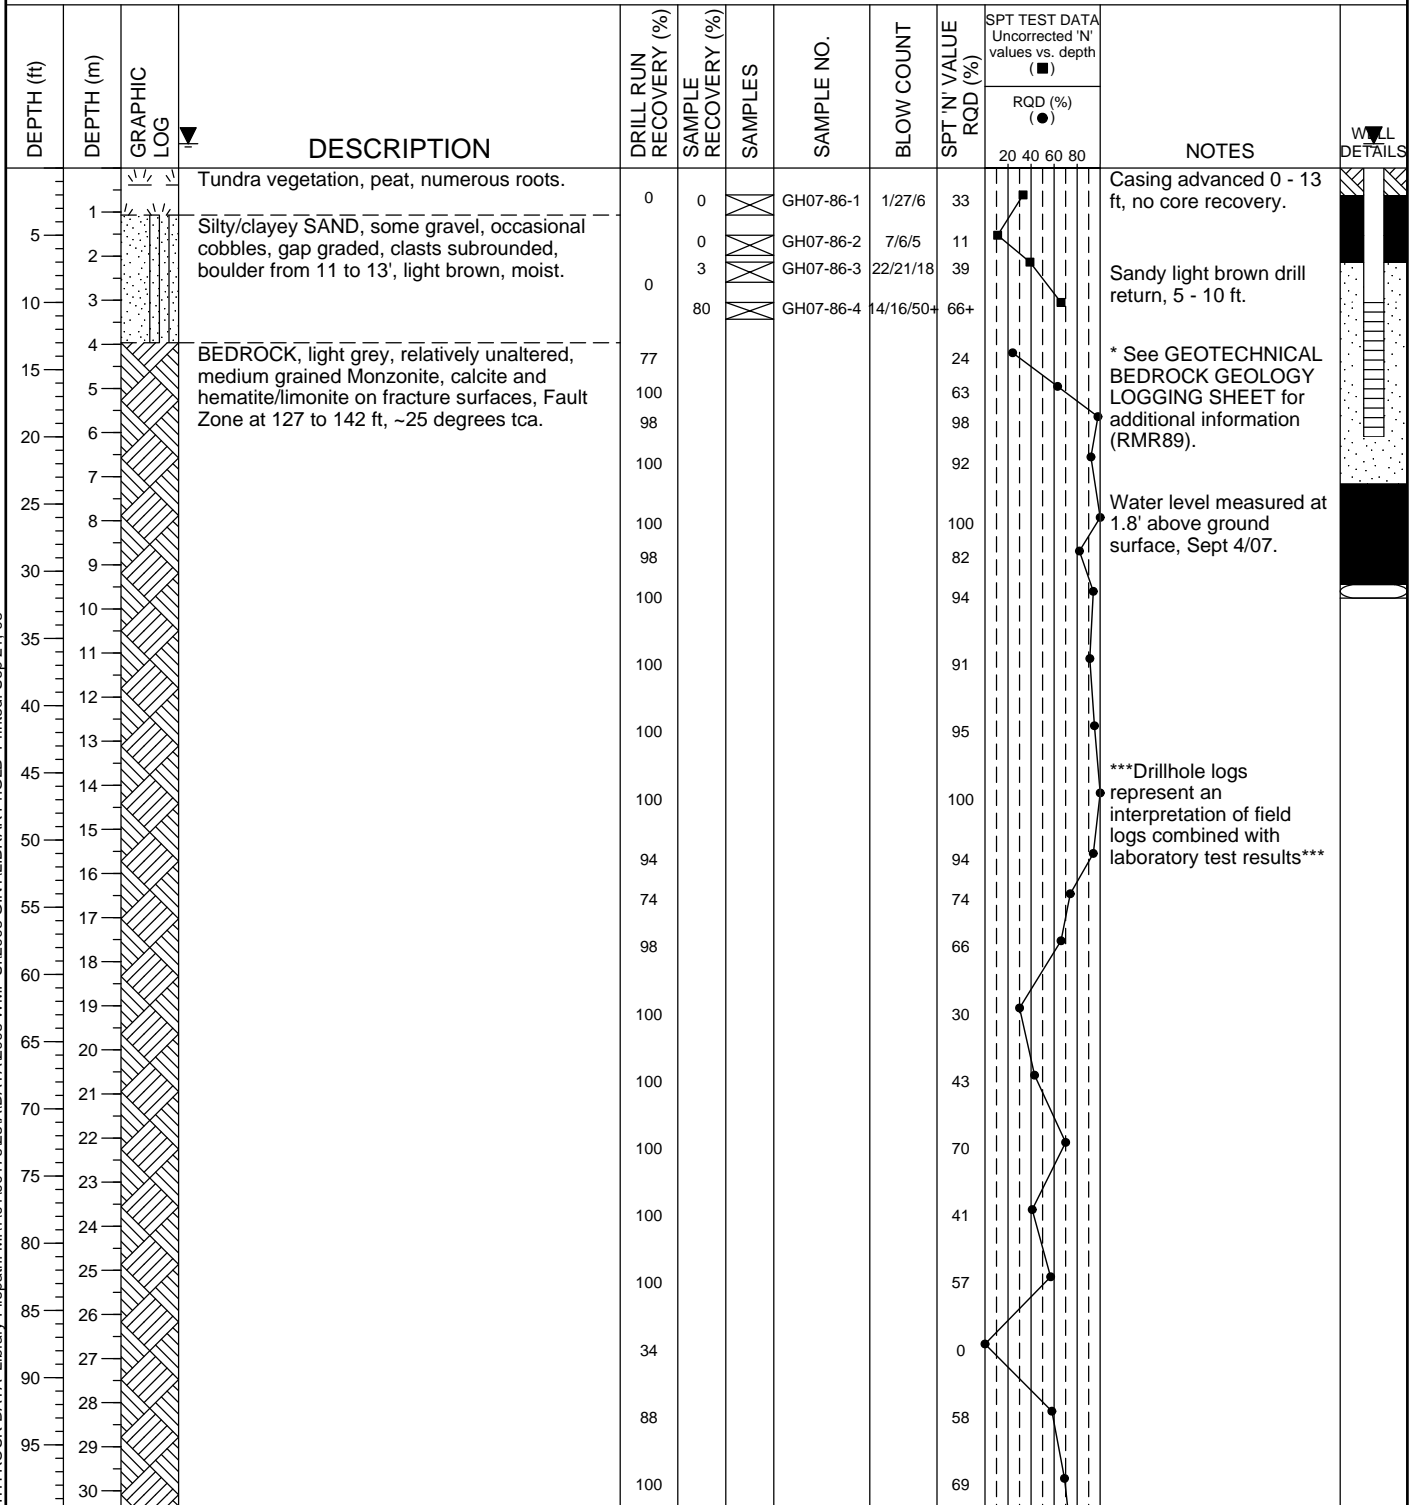 DEPTH (ft)
DEPTH (m)
GRAPHIC
LOG
DESCRIPTION
DRILL RUN
RECOVERY (%)
SAMPLE
RECOVERY (%)
SAMPLES
SAMPLE NO.
BLOW COUNT
SPT 'N' VALUE
RQD (%)
SPT TEST DATA
Uncorrected 'N'
values vs. depth
(■)
RQD (%)
(●)
20 40 60 80
NOTES
WELL
DETAILS
Tundra vegetation, peat, numerous roots.
Silty/clayey SAND, some gravel, occasional
cobbles, gap graded, clasts subrounded,
boulder from 11 to 13', light brown, moist.
BEDROCK, light grey, relatively unaltered,
medium grained Monzonite, calcite and
hematite/limonite on fracture surfaces, Fault
Zone at 127 to 142 ft, ~25 degrees tca.
0 0 GH07-86-1 1/27/6 33
0 GH07-86-2 7/6/5 11
3 GH07-86-3 22/21/18 39
0
80 GH07-86-4 14/16/50+ 66+
77 24
100 63
98 98
100 92
100 100
98 82
100 94
100 91
100 95
100 100
94 94
74 74
98 66
100 30
100 43
100 70
100 41
100 57
34 0
88 58
100 69
Casing advanced 0 - 13
ft, no core recovery.
Sandy light brown drill
return, 5 - 10 ft.
* See GEOTECHNICAL
BEDROCK GEOLOGY
LOGGING SHEET for
additional information
(RMR89).
Water level measured at
1.8' above ground
surface, Sept 4/07.
***Drillhole logs
represent an
interpretation of field
logs combined with
laboratory test results***
5
10
15
20
25
30
35
40
45
50
55
60
65
70
75
80
85
90
95
1
2
3
4
5
6
7
8
9
10
11
12
13
14
15
16
17
18
19
20
21
22
23
24
25
26
27
28
29
30